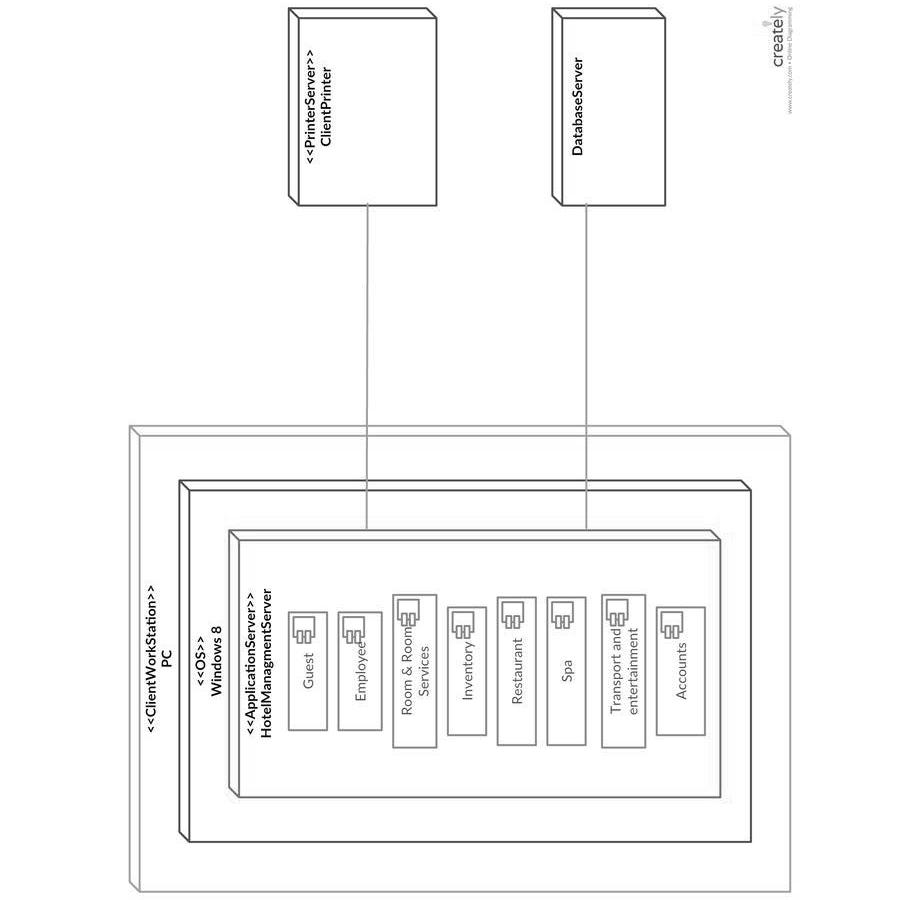 <<ClientWorkStation>>
PC
<<OS>>
Windows 8
<<ApplicationServer>>
HotelManagmentServer
Guest
Employee
Room & Room
Services
Inventory
Restaurant
Spa
Transport and
entertainment
Accounts
<<PrinterServer>>
ClientPrinter
DatabaseServer
creately
www.creately.com • Online Diagramming